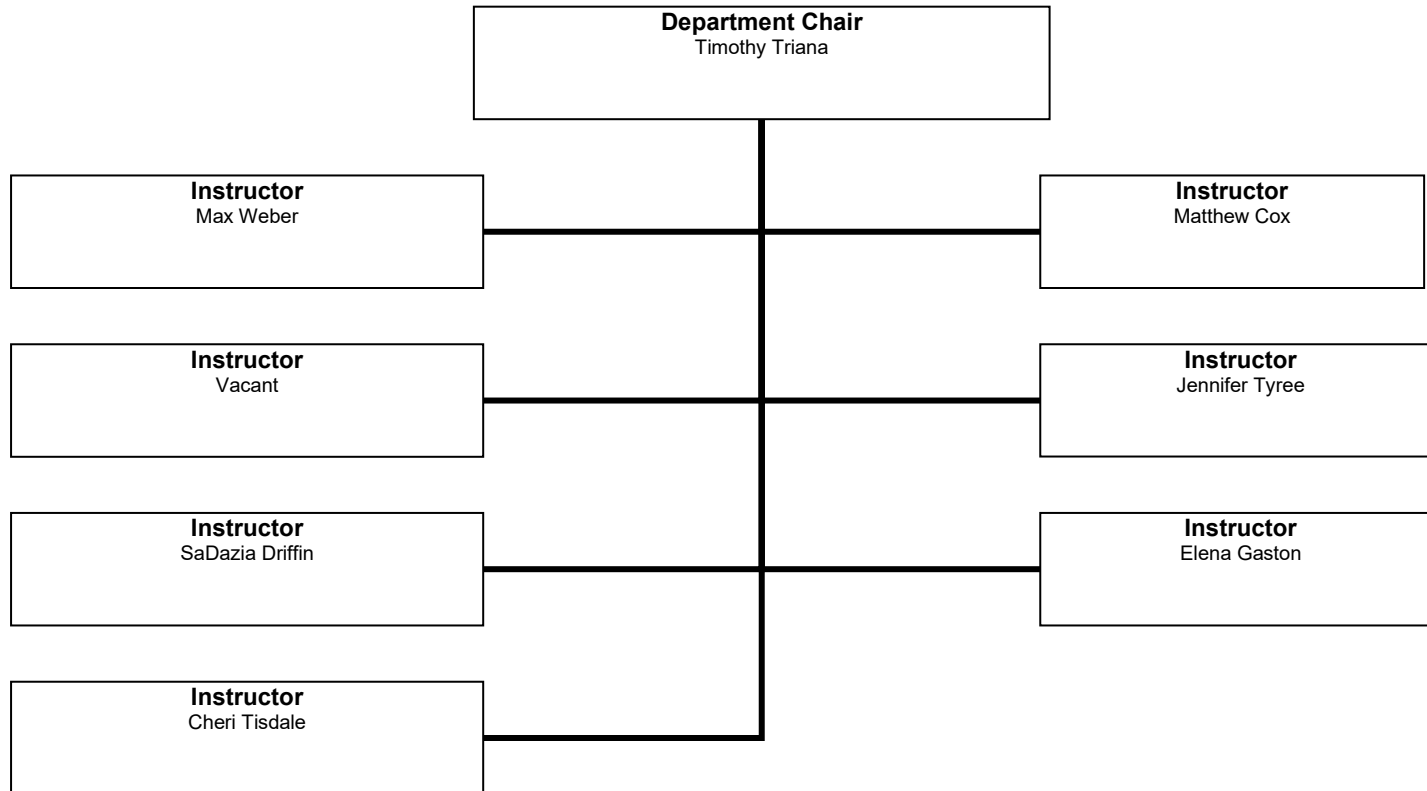 Department Chair
Timothy Triana
Instructor
Max Weber
Instructor
Matthew Cox
Instructor
Vacant
Instructor
Jennifer Tyree
Instructor
SaDazia Driffin
Instructor
Elena Gaston
Instructor
Cheri Tisdale